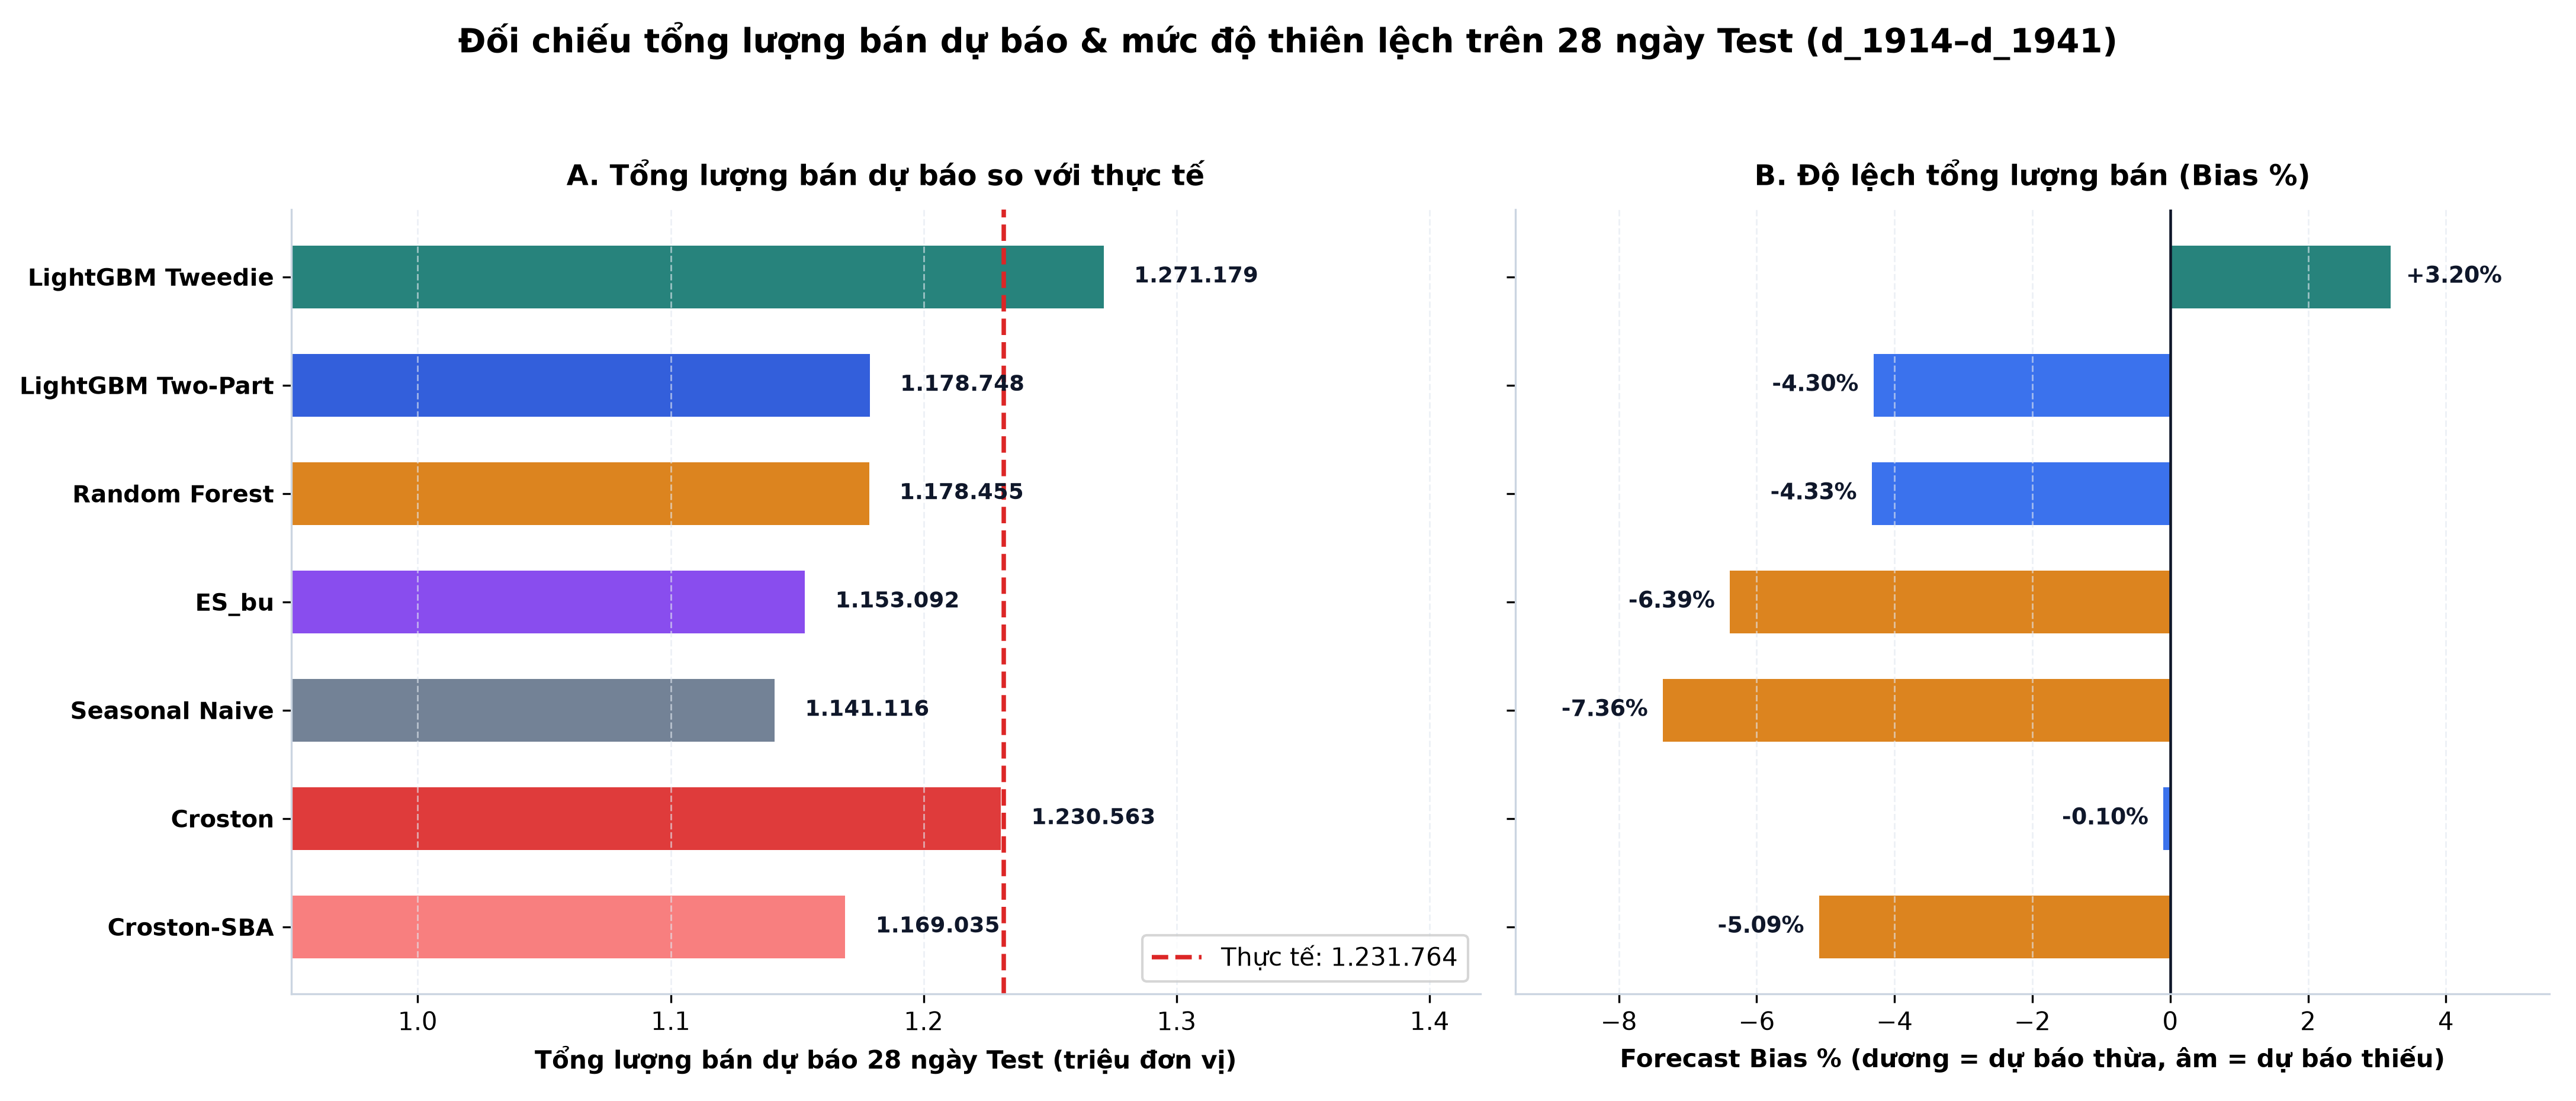 Đối chiếu tổng lượng bán dự báo & mức độ thiên lệch trên 28 ngày Test (d_1914–d_1941)
A. Tổng lượng bán dự báo so với thực tế
LightGBM Tweedie
1.271.179
LightGBM Two-Part
1.178.748
Random Forest
1.178.455
ES_bu
1.153.092
Seasonal Naive
1.141.116
Croston
1.230.563
Croston-SBA
1.169.035
Thực tế: 1.231.764
1.0 1.1 1.2 1.3 1.4
Tổng lượng bán dự báo 28 ngày Test (triệu đơn vị)
B. Độ lệch tổng lượng bán (Bias %)
+3.20%
-4.30%
-4.33%
-6.39%
-7.36%
-0.10%
-5.09%
−8 −6 −4 −2 0 2 4
Forecast Bias % (dương = dự báo thừa, âm = dự báo thiếu)